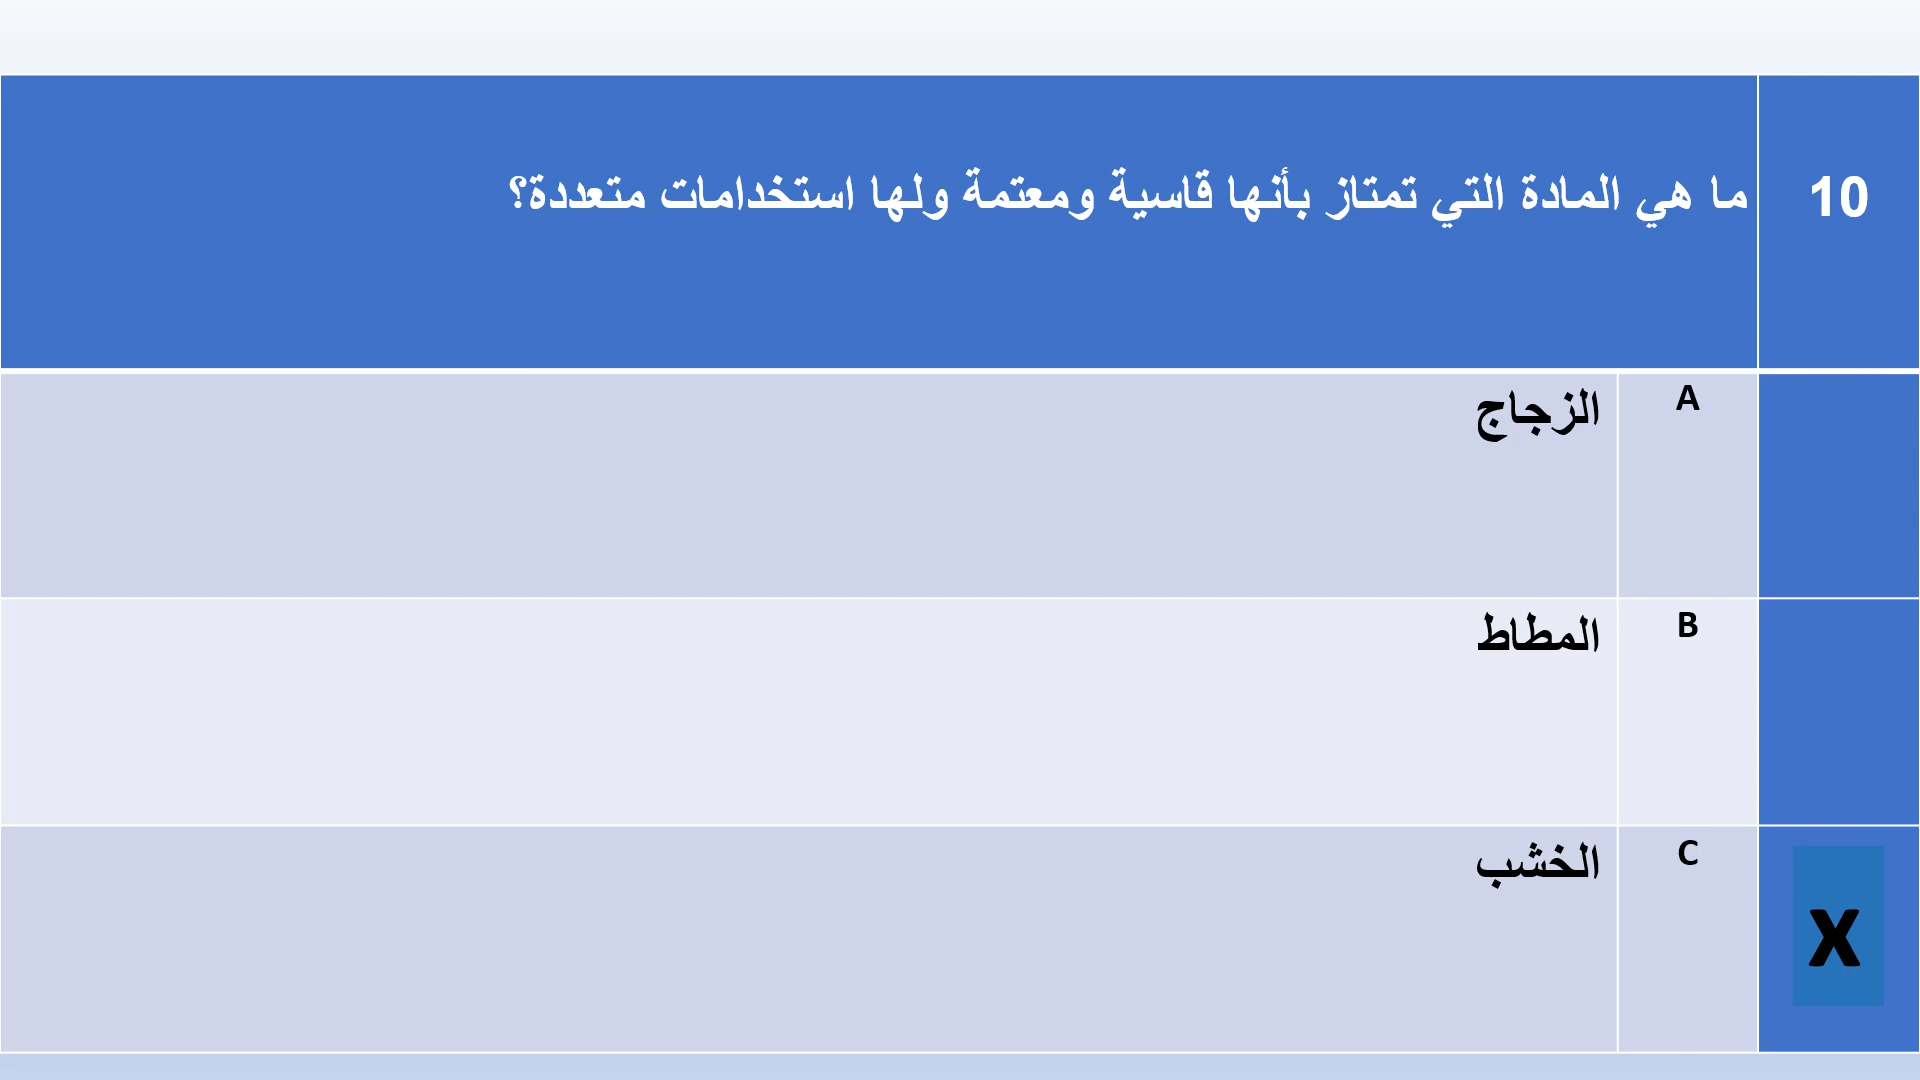 10 ما هي المادة التي تمتاز بأنها قاسية ومعتمة ولها استخدامات متعددة؟
A الزجاج
B المطاط
C الخشب
X